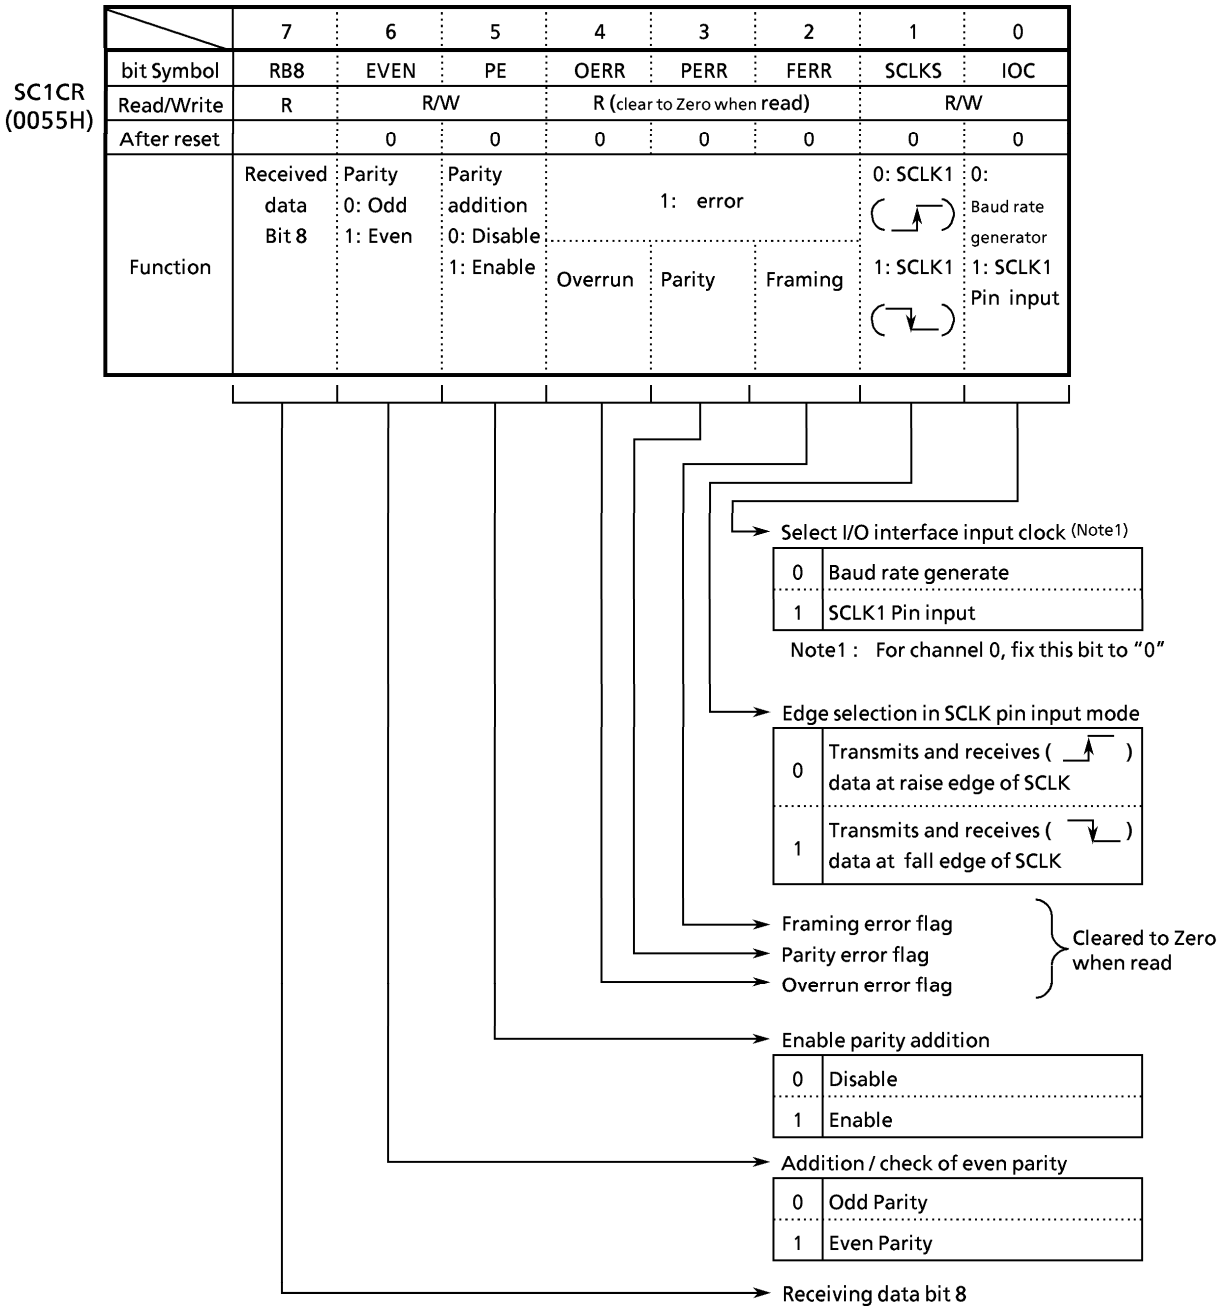 7 6 5 4 3 2 1 0
bit Symbol RB8 EVEN PE OERR PERR FERR SCLKS IOC
SC1CR
(0055H)
Read/Write R R/W R (clear to Zero when read) R/W
After reset 0 0 0 0 0 0 0
Function
Received
data
Bit 8
Parity
0: Odd
1: Even
Parity
addition
0: Disable
1: Enable
1: error
Overrun Parity Framing
0: SCLK1
( )
1: SCLK1
( )
0:
Baud rate
generator
1: SCLK1
Pin input
Select I/O interface input clock (Note1)
0 Baud rate generate
1 SCLK1 Pin input
Note1 : For channel 0, fix this bit to “0”
Edge selection in SCLK pin input mode
0 Transmits and receives ( )
data at raise edge of SCLK
1 Transmits and receives ( )
data at fall edge of SCLK
Framing error flag
Parity error flag
Overrun error flag
Cleared to Zero
when read
Enable parity addition
0 Disable
1 Enable
Addition / check of even parity
0 Odd Parity
1 Even Parity
Receiving data bit 8